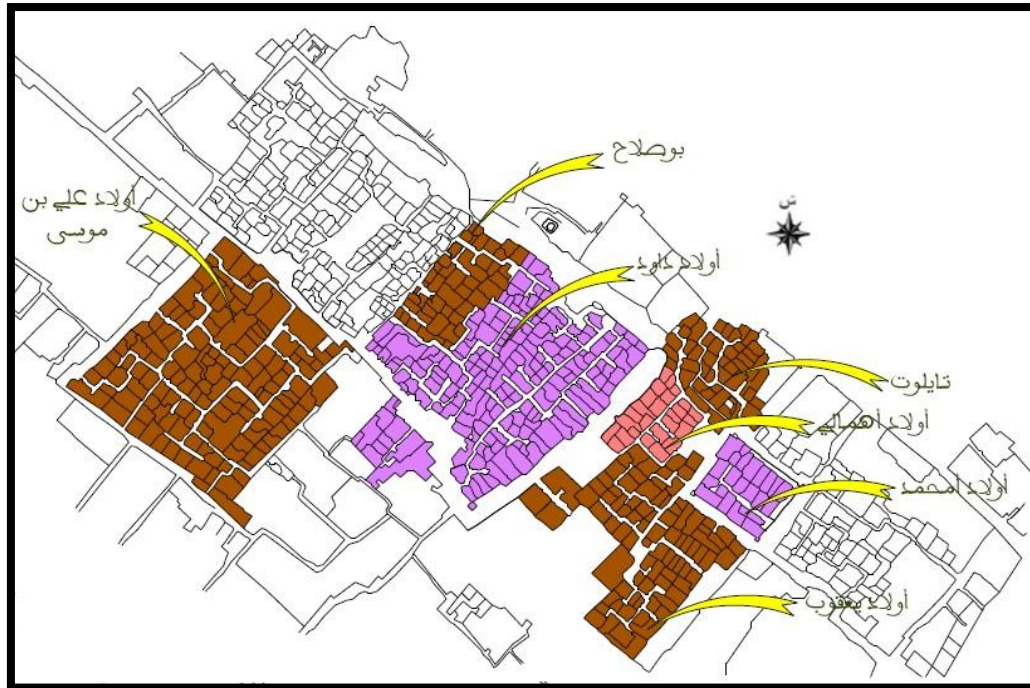 بوصلاح
أولاد علي بن
موسى
ش
أولاد داود
تايلوت
أولاد أهمالي
أولاد أمحمد
أولاد يعقوب